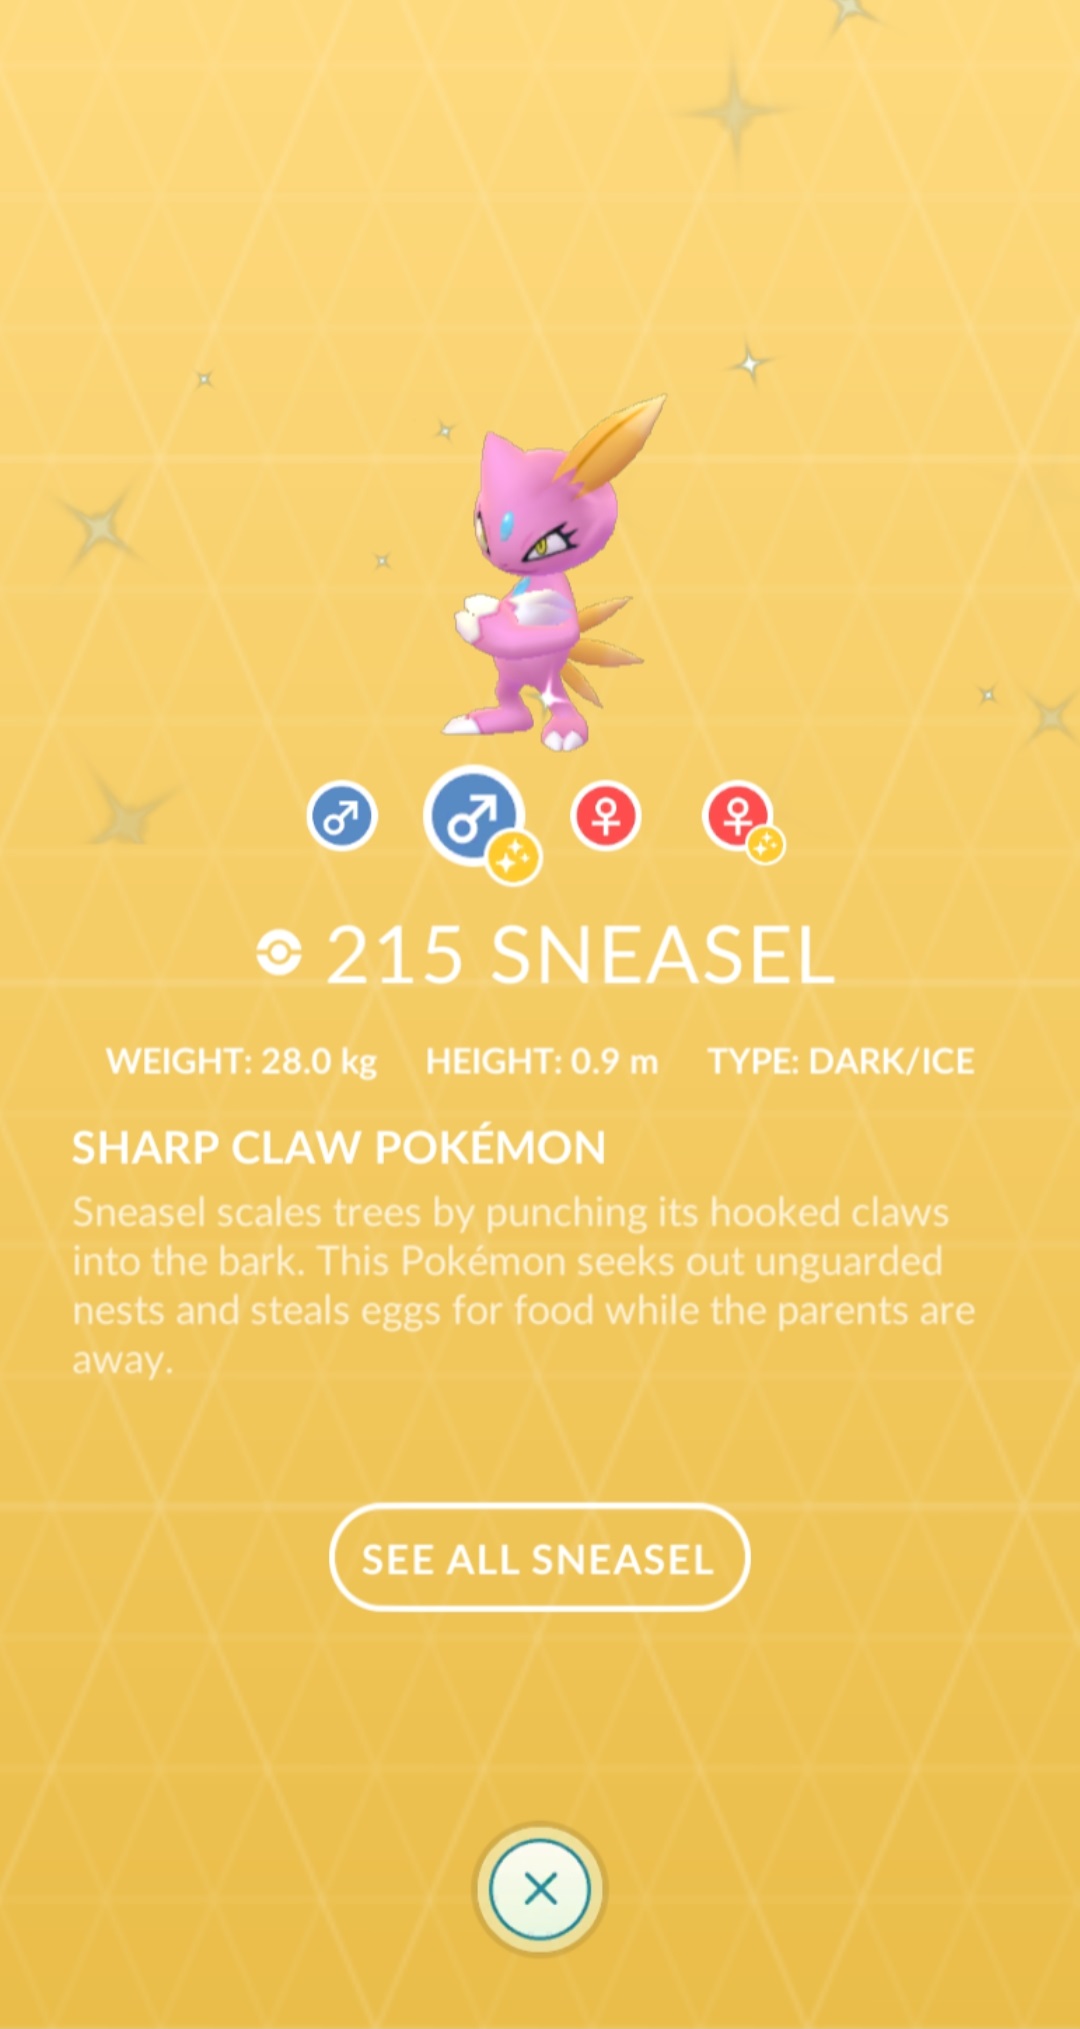 215 SNEASEL
WEIGHT: 28.0 kg HEIGHT: 0.9 m TYPE: DARK/ICE
SHARP CLAW POKÉMON
Sneasel scales trees by punching its hooked claws
into the bark. This Pokémon seeks out unguarded
nests and steals eggs for food while the parents are
away.
SEE ALL SNEASEL